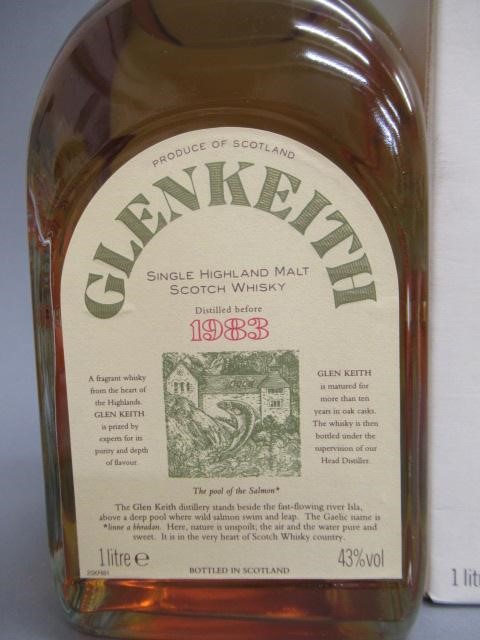 PRODUCE OF SCOTLAND
GLENKEITH
SINGLE HIGHLAND MALT
SCOTCH WHISKY
Distilled before
1983
A fragrant whisky
from the heart of
the Highlands.
GLEN KEITH
is prized by
experts for its
purity and depth
of flavour.
GLEN KEITH
is matured for
more than ten
years in oak casks.
The whisky is then
bottled under the
supervision of our
Head Distiller.
The pool of the Salmon*
The Glen Keith distillery stands beside the fast-flowing river Isla,
above a deep pool where wild salmon swim and leap. The Gaelic name is
*linne a bhradan. Here, nature is unspoilt; the air and the water pure and
sweet. It is in the very heart of Scotch Whisky country.
1 litre e
43%vol
BOTTLED IN SCOTLAND
1 lit